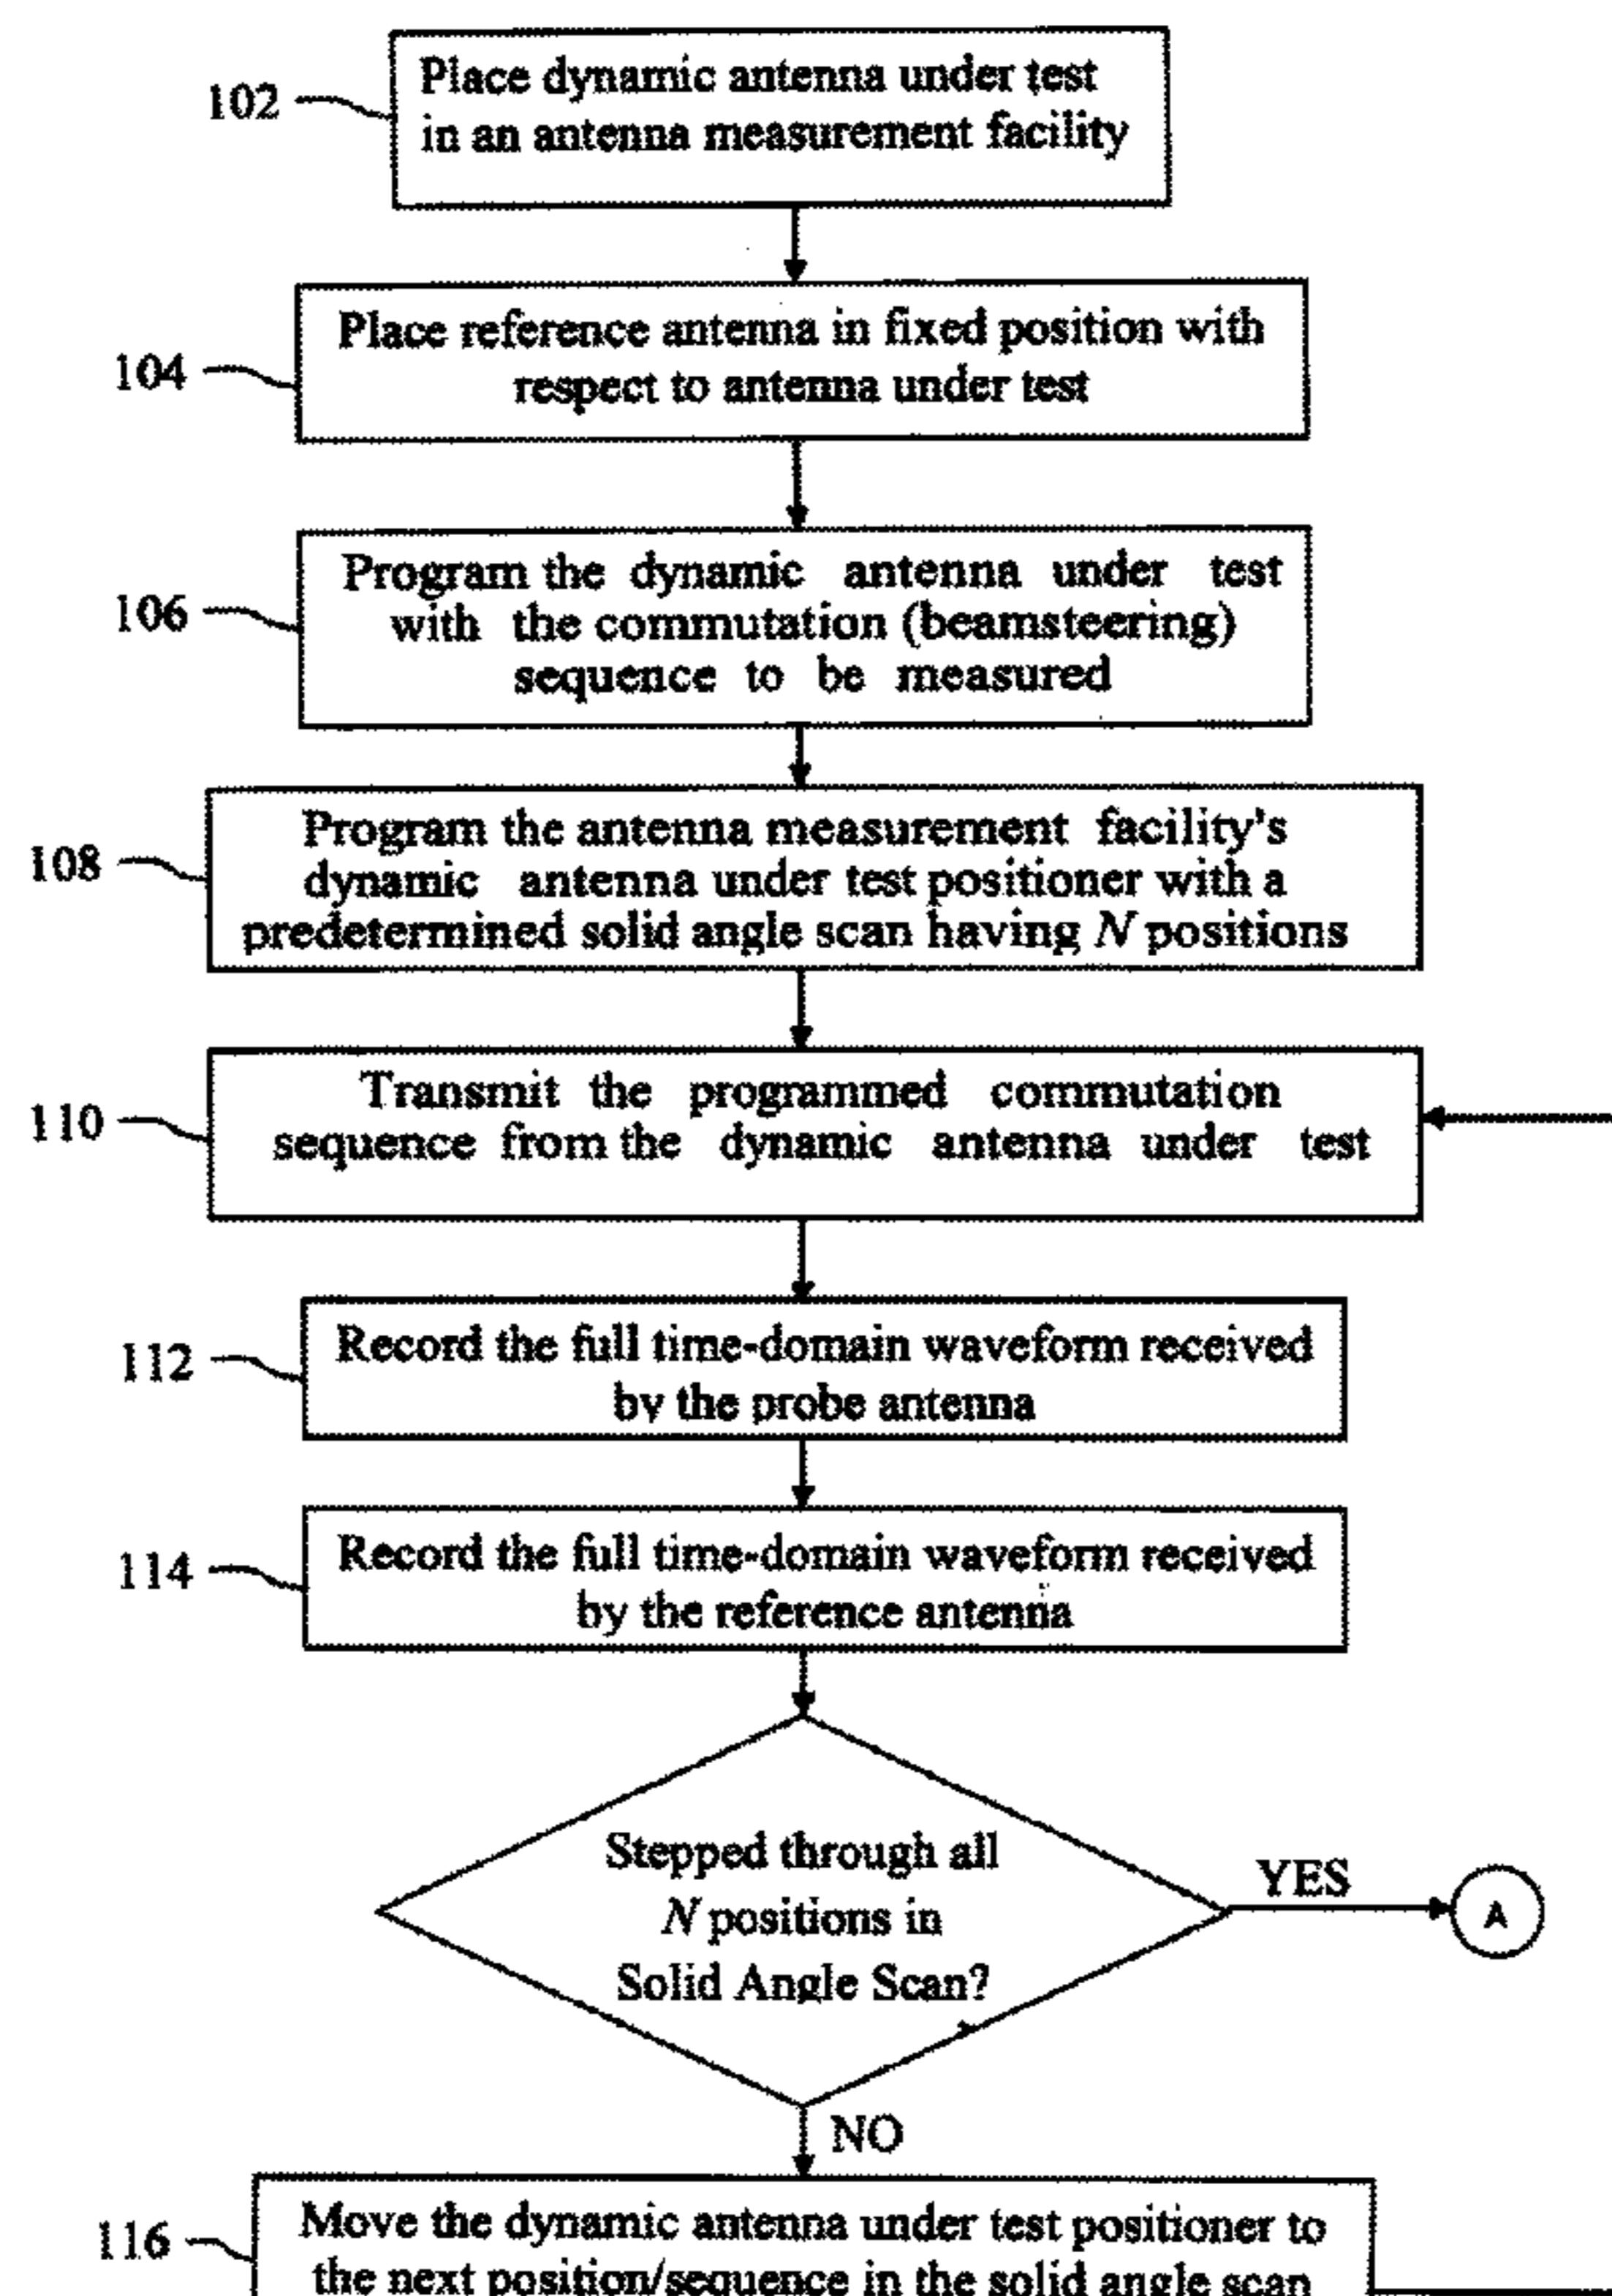 102
Place dynamic antenna under test
in an antenna measurement facility
104
Place reference antenna in fixed position with
respect to antenna under test
106
Program the dynamic antenna under test
with the commutation (beamsteering)
sequence to be measured
108
Program the antenna measurement facility's
dynamic antenna under test positioner with a
predetermined solid angle scan having N positions
110
Transmit the programmed commutation
sequence from the dynamic antenna under test
112
Record the full time-domain waveform received
by the probe antenna
114
Record the full time-domain waveform received
by the reference antenna
Stepped through all
N positions in
Solid Angle Scan?
YES
A
NO
116
Move the dynamic antenna under test positioner to
the next position/sequence in the solid angle scan